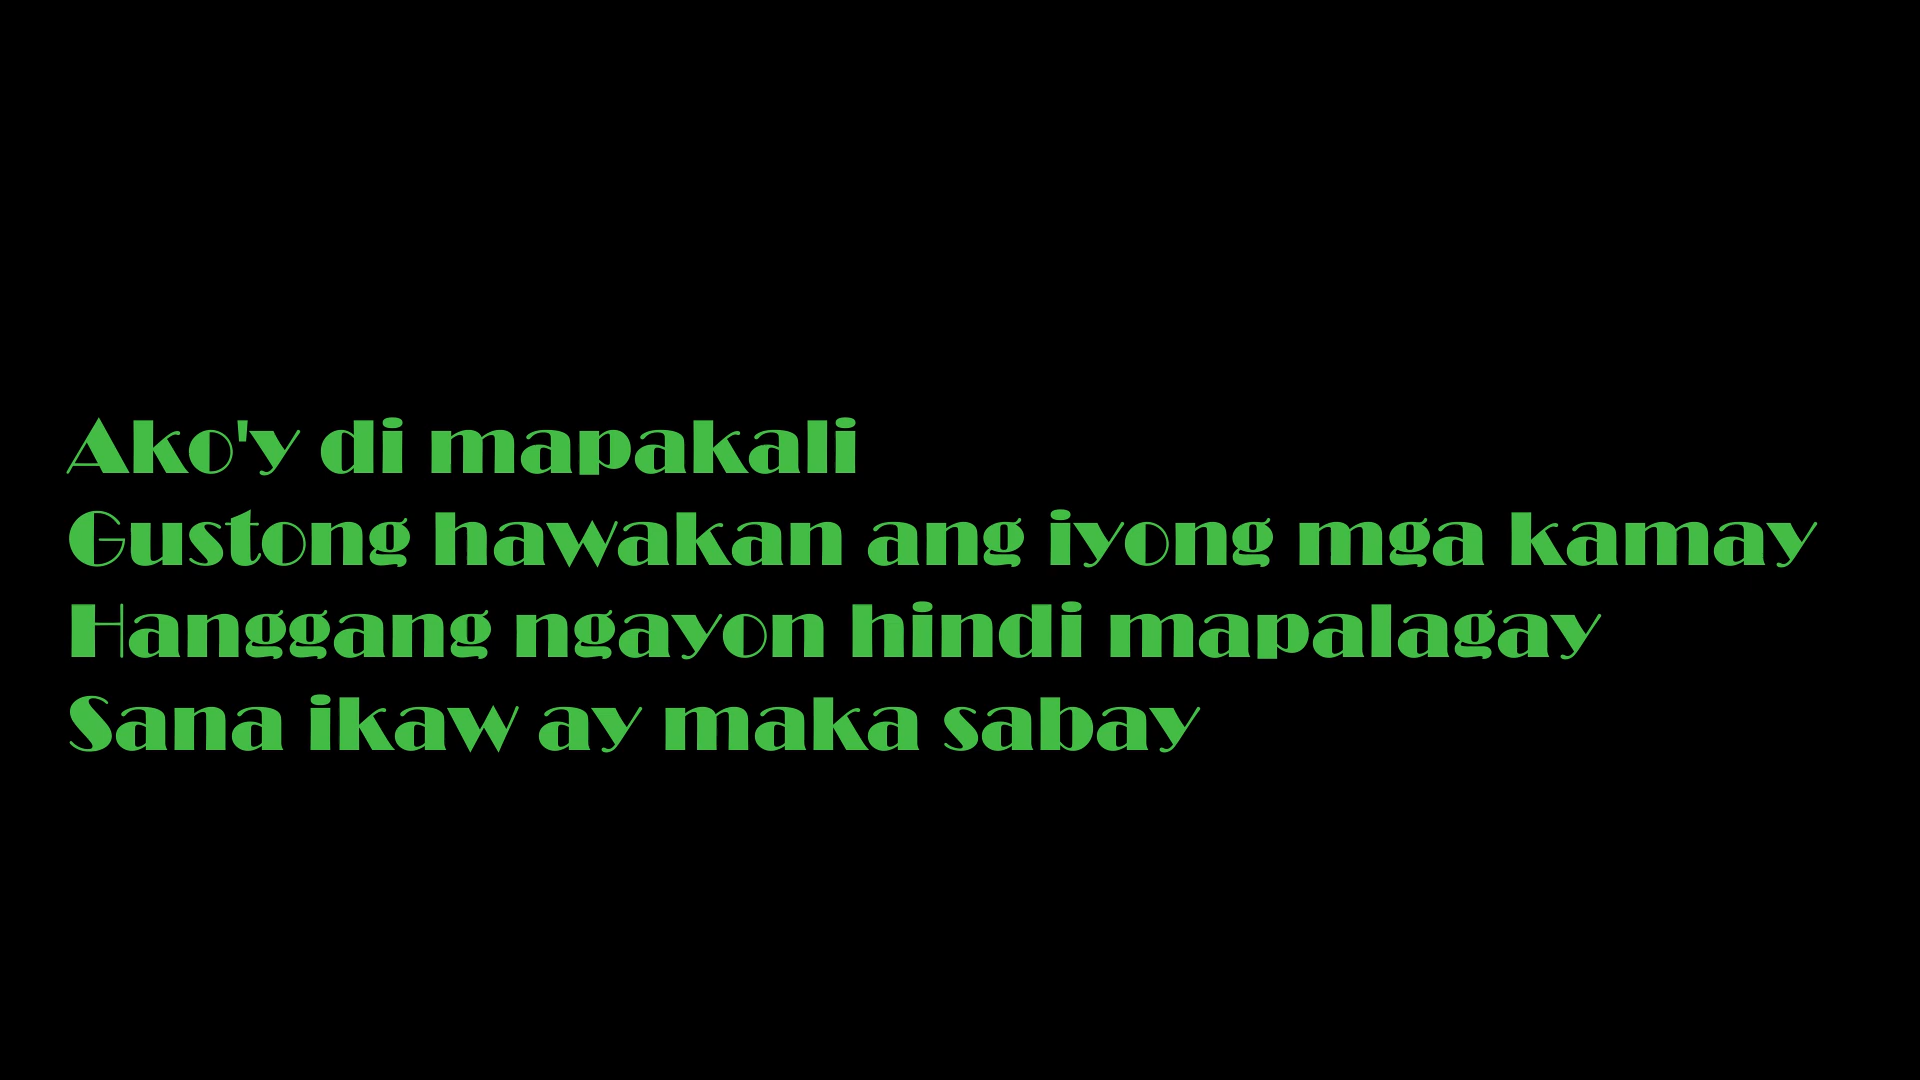 Ako'y di mapakali
Gustong hawakan ang iyong mga kamay
Hanggang ngayon hindi mapalagay
Sana ikaw ay maka sabay